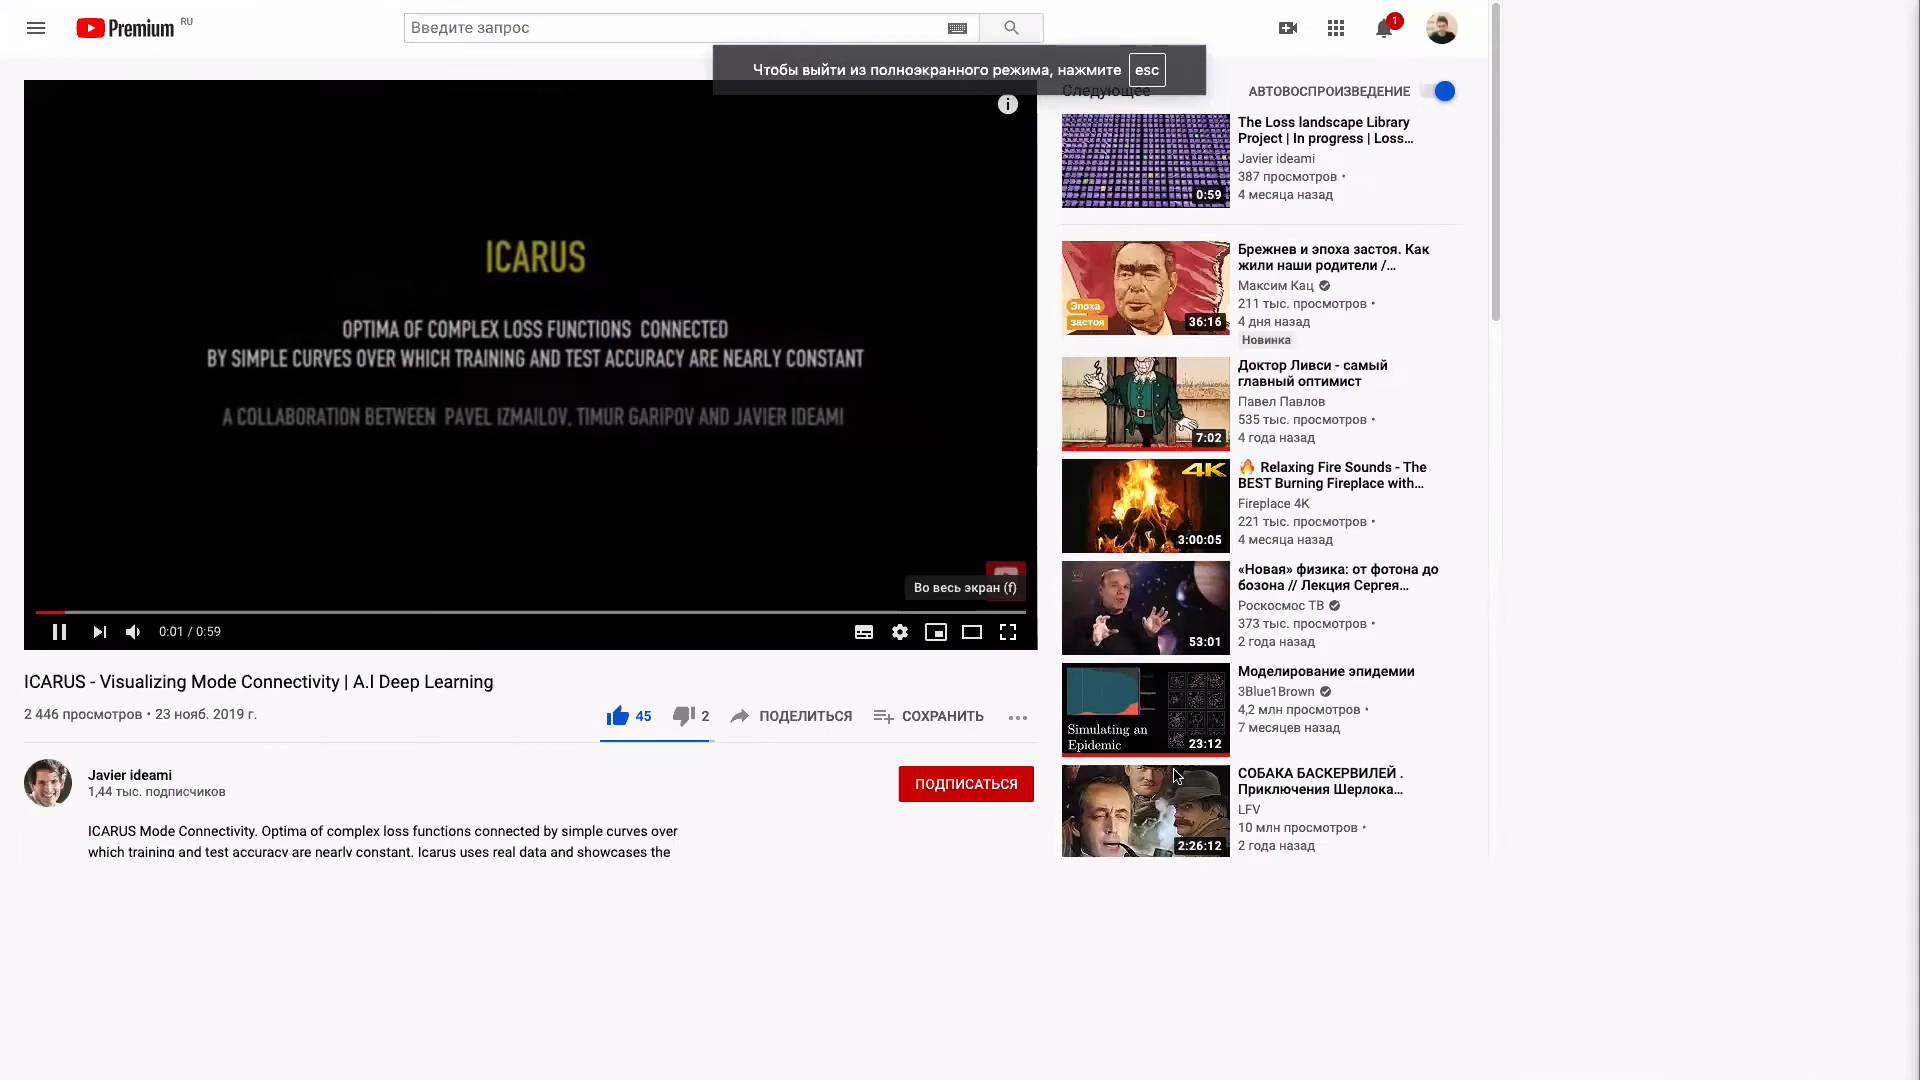 Premium RU
Введите запрос
1
Чтобы выйти из полноэкранного режима, нажмите esc
Следующее
АВТОВОСПРОИЗВЕДЕНИЕ
ICARUS
OPTIMA OF COMPLEX LOSS FUNCTIONS CONNECTED
BY SIMPLE CURVES OVER WHICH TRAINING AND TEST ACCURACY ARE NEARLY CONSTANT
A COLLABORATION BETWEEN PAVEL IZMAILOV, TIMUR GARIPOV AND JAVIER IDEAMI
Во весь экран (f)
0:01 / 0:59
ICARUS - Visualizing Mode Connectivity | A.I Deep Learning
2 446 просмотров • 23 нояб. 2019 г.
45
2
ПОДЕЛИТЬСЯ
СОХРАНИТЬ
Javier ideami
1,44 тыс. подписчиков
ПОДПИСАТЬСЯ
ICARUS Mode Connectivity. Optima of complex loss functions connected by simple curves over
which training and test accuracy are nearly constant. Icarus uses real data and showcases the
0:59
The Loss landscape Library
Project | In progress | Loss...
Javier ideami
387 просмотров •
4 месяца назад
Эпоха
застоя
36:16
Брежнев и эпоха застоя. Как
жили наши родители /...
Максим Кац
211 тыс. просмотров •
4 дня назад
Новинка
7:02
Доктор Ливси - самый
главный оптимист
Павел Павлов
535 тыс. просмотров •
4 года назад
4K
3:00:05
🔥 Relaxing Fire Sounds - The
BEST Burning Fireplace with...
Fireplace 4K
221 тыс. просмотров •
4 месяца назад
53:01
«Новая» физика: от фотона до
бозона // Лекция Сергея...
Роскосмос ТВ
373 тыс. просмотров •
2 года назад
Simulating an
Epidemic
23:12
Моделирование эпидемии
3Blue1Brown
4,2 млн просмотров •
7 месяцев назад
2:26:12
СОБАКА БАСКЕРВИЛЕЙ .
Приключения Шерлока...
LFV
10 млн просмотров •
2 года назад